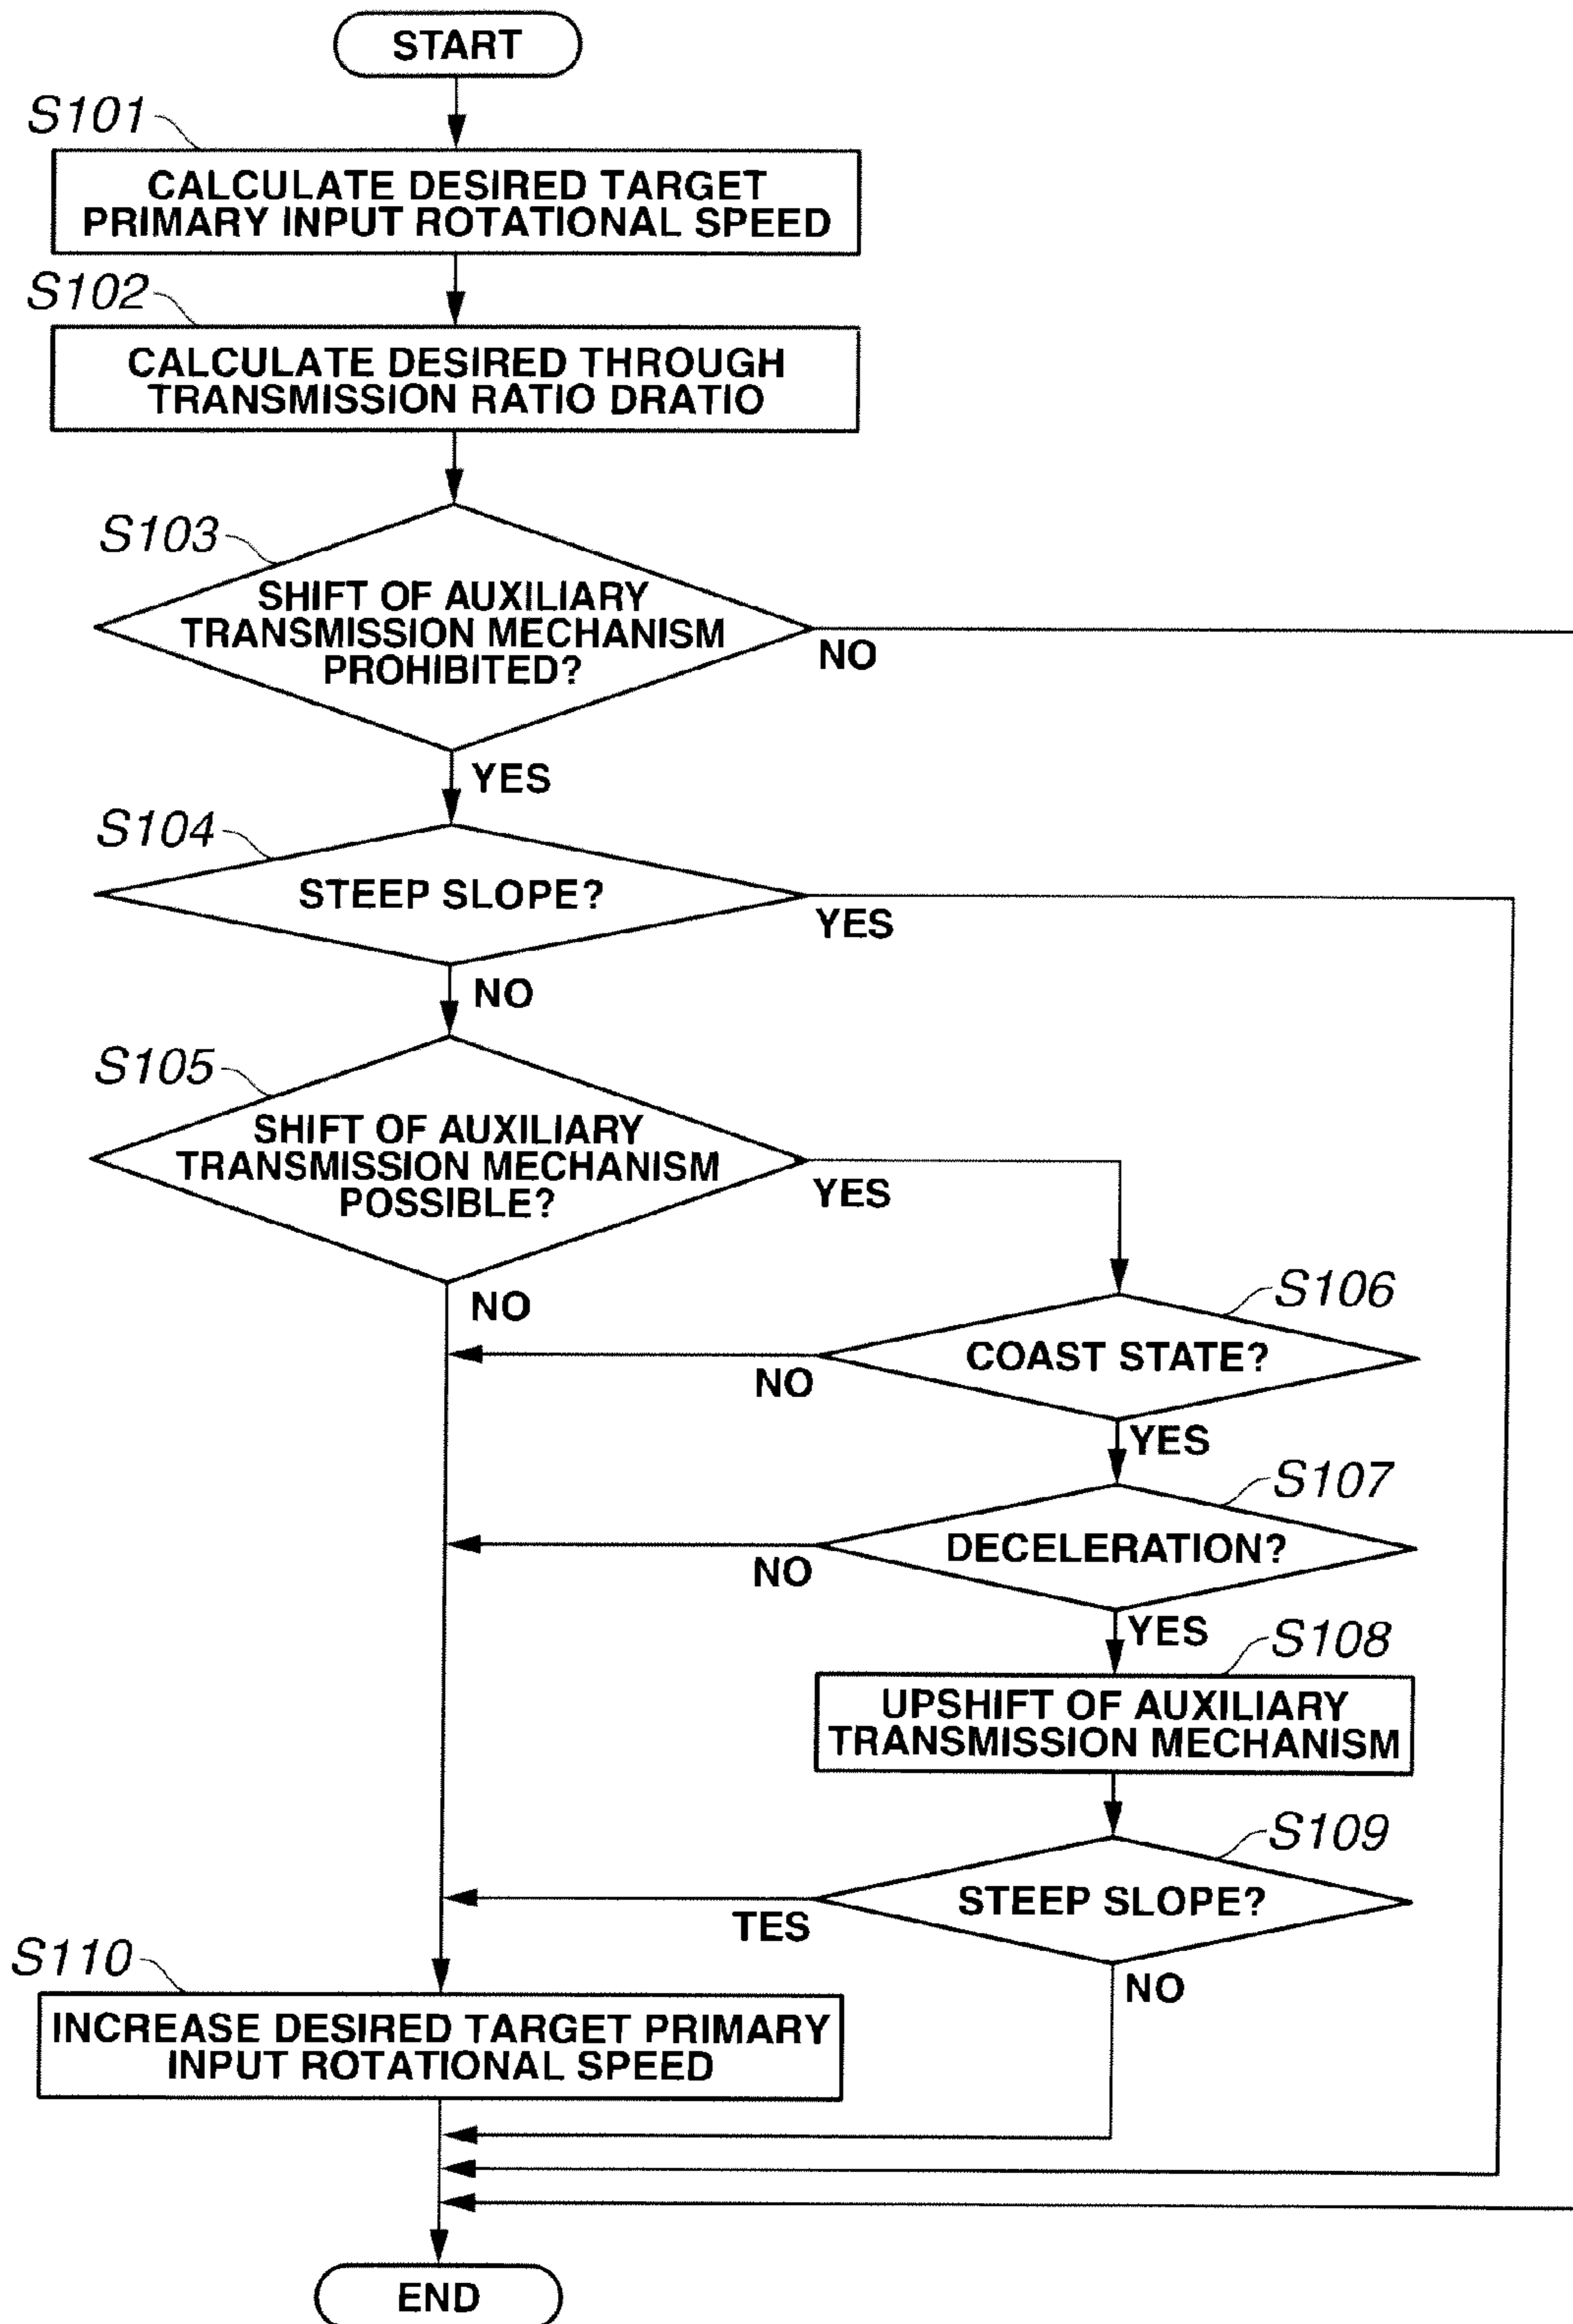 START
S101
CALCULATE DESIRED TARGET
PRIMARY INPUT ROTATIONAL SPEED
S102
CALCULATE DESIRED THROUGH
TRANSMISSION RATIO DRATIO
S103
SHIFT OF AUXILIARY
TRANSMISSION MECHANISM
PROHIBITED?
NO
YES
S104
STEEP SLOPE?
YES
NO
S105
SHIFT OF AUXILIARY
TRANSMISSION MECHANISM
POSSIBLE?
YES
NO
S106
COAST STATE?
NO
YES
S107
DECELERATION?
NO
YES
S108
UPSHIFT OF AUXILIARY
TRANSMISSION MECHANISM
S109
STEEP SLOPE?
TES
NO
S110
INCREASE DESIRED TARGET PRIMARY
INPUT ROTATIONAL SPEED
END